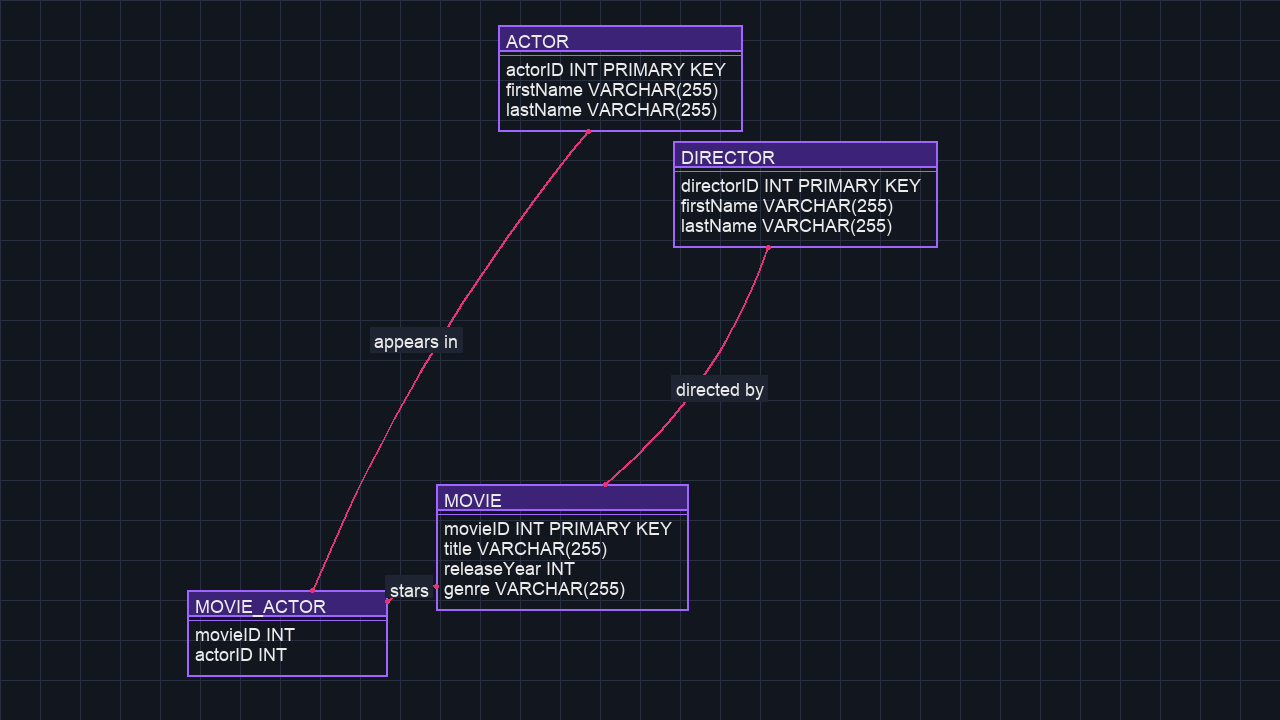 ACTOR
actorID INT PRIMARY KEY
firstName VARCHAR(255)
lastName VARCHAR(255)
DIRECTOR
directorID INT PRIMARY KEY
firstName VARCHAR(255)
lastName VARCHAR(255)
appears in
directed by
MOVIE
movieID INT PRIMARY KEY
title VARCHAR(255)
releaseYear INT
genre VARCHAR(255)
stars
MOVIE_ACTOR
movieID INT
actorID INT